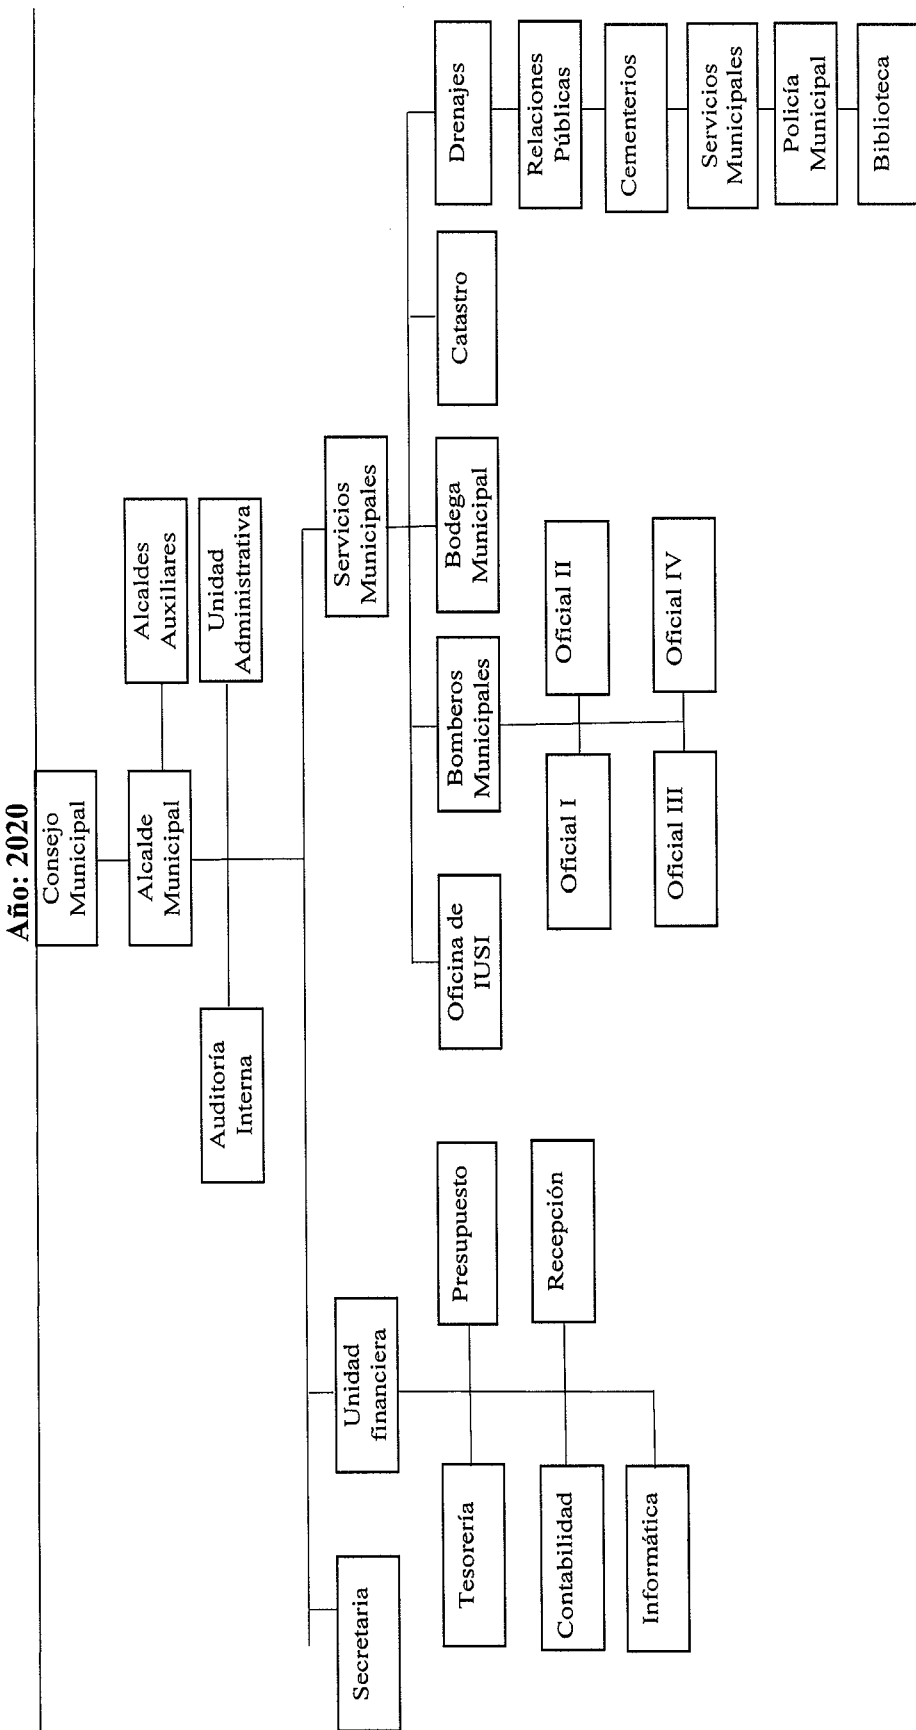 Año: 2020
Consejo
Municipal
Alcalde
Municipal
Alcaldes
Auxiliares
Auditoría
Interna
Unidad
Administrativa
Secretaria
Unidad
financiera
Servicios
Municipales
Tesorería
Presupuesto
Contabilidad
Recepción
Informática
Oficina de
IUSI
Bomberos
Municipales
Bodega
Municipal
Catastro
Drenajes
Oficial I
Oficial II
Oficial III
Oficial IV
Relaciones
Públicas
Cementerios
Servicios
Municipales
Policía
Municipal
Biblioteca